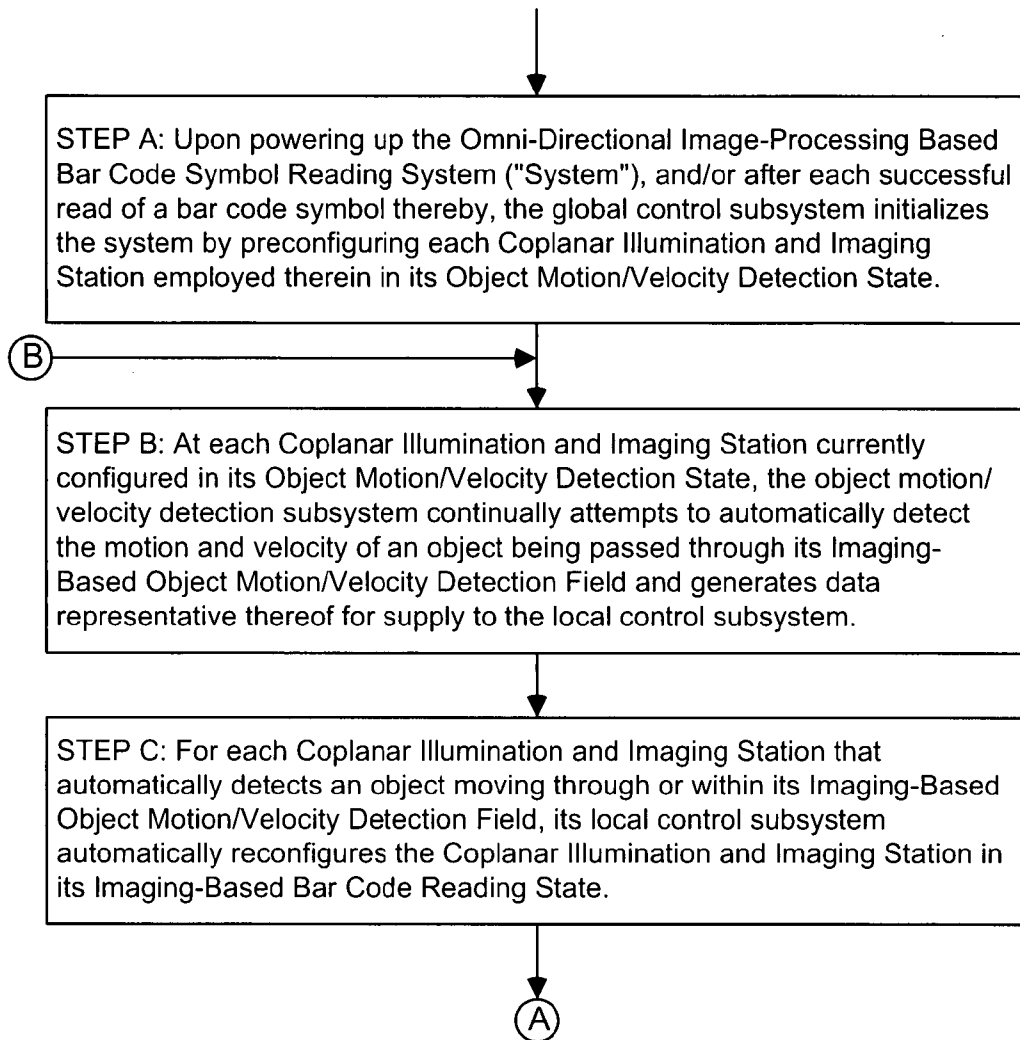 STEP A: Upon powering up the Omni-Directional Image-Processing Based
Bar Code Symbol Reading System ("System"), and/or after each successful
read of a bar code symbol thereby, the global control subsystem initializes
the system by preconfiguring each Coplanar Illumination and Imaging
Station employed therein in its Object Motion/Velocity Detection State.
B
STEP B: At each Coplanar Illumination and Imaging Station currently
configured in its Object Motion/Velocity Detection State, the object motion/
velocity detection subsystem continually attempts to automatically detect
the motion and velocity of an object being passed through its Imaging-
Based Object Motion/Velocity Detection Field and generates data
representative thereof for supply to the local control subsystem.
STEP C: For each Coplanar Illumination and Imaging Station that
automatically detects an object moving through or within its Imaging-Based
Object Motion/Velocity Detection Field, its local control subsystem
automatically reconfigures the Coplanar Illumination and Imaging Station in
its Imaging-Based Bar Code Reading State.
A